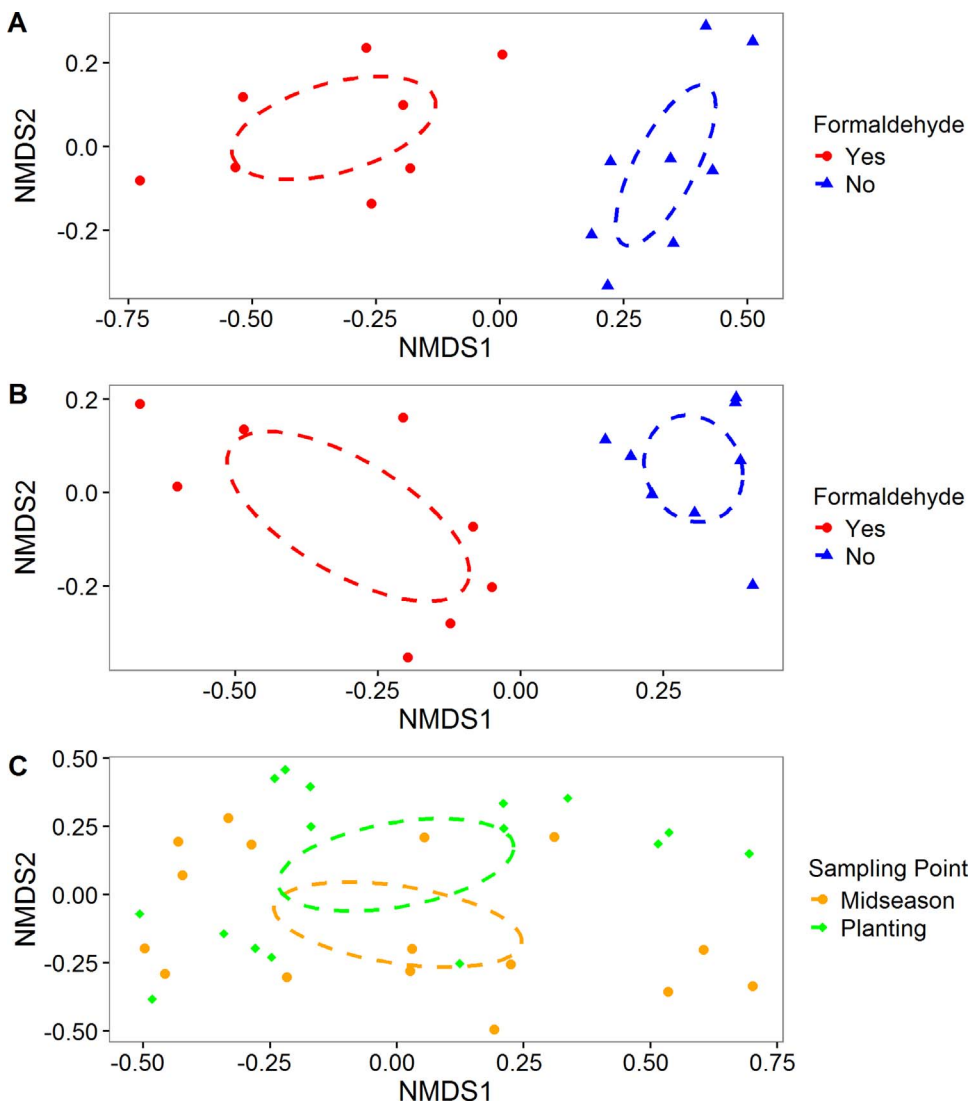 A
0.2
0.0
-0.2
NMDS2
-0.75 -0.50 -0.25 0.00 0.25 0.50
NMDS1
Formaldehyde
Yes
No
B
0.2
0.0
-0.2
NMDS2
-0.50 -0.25 0.00 0.25
NMDS1
Formaldehyde
Yes
No
C
0.50
0.25
0.00
-0.25
-0.50
NMDS2
-0.50 -0.25 0.00 0.25 0.50 0.75
NMDS1
Sampling Point
Midseason
Planting